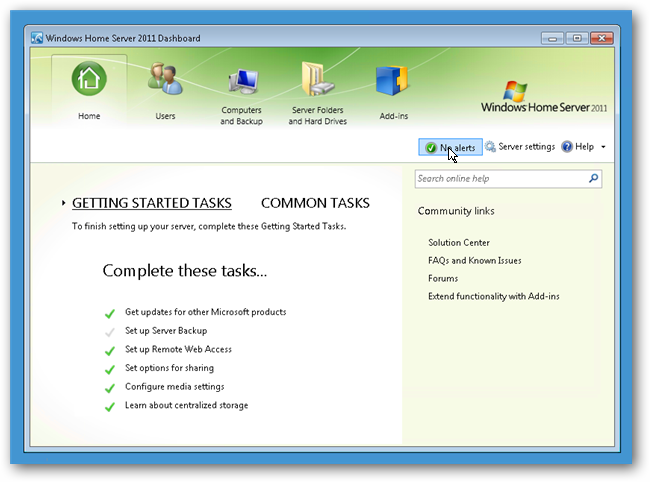 Windows Home Server 2011 Dashboard
Home
Users
Computers
and Backup
Server Folders
and Hard Drives
Add-ins
Windows Home Server 2011
No alerts
Server settings
Help
Search online help
GETTING STARTED TASKS
COMMON TASKS
To finish setting up your server, complete these Getting Started Tasks.
Complete these tasks...
Get updates for other Microsoft products
Set up Server Backup
Set up Remote Web Access
Set options for sharing
Configure media settings
Learn about centralized storage
Community links
Solution Center
FAQs and Known Issues
Forums
Extend functionality with Add-ins